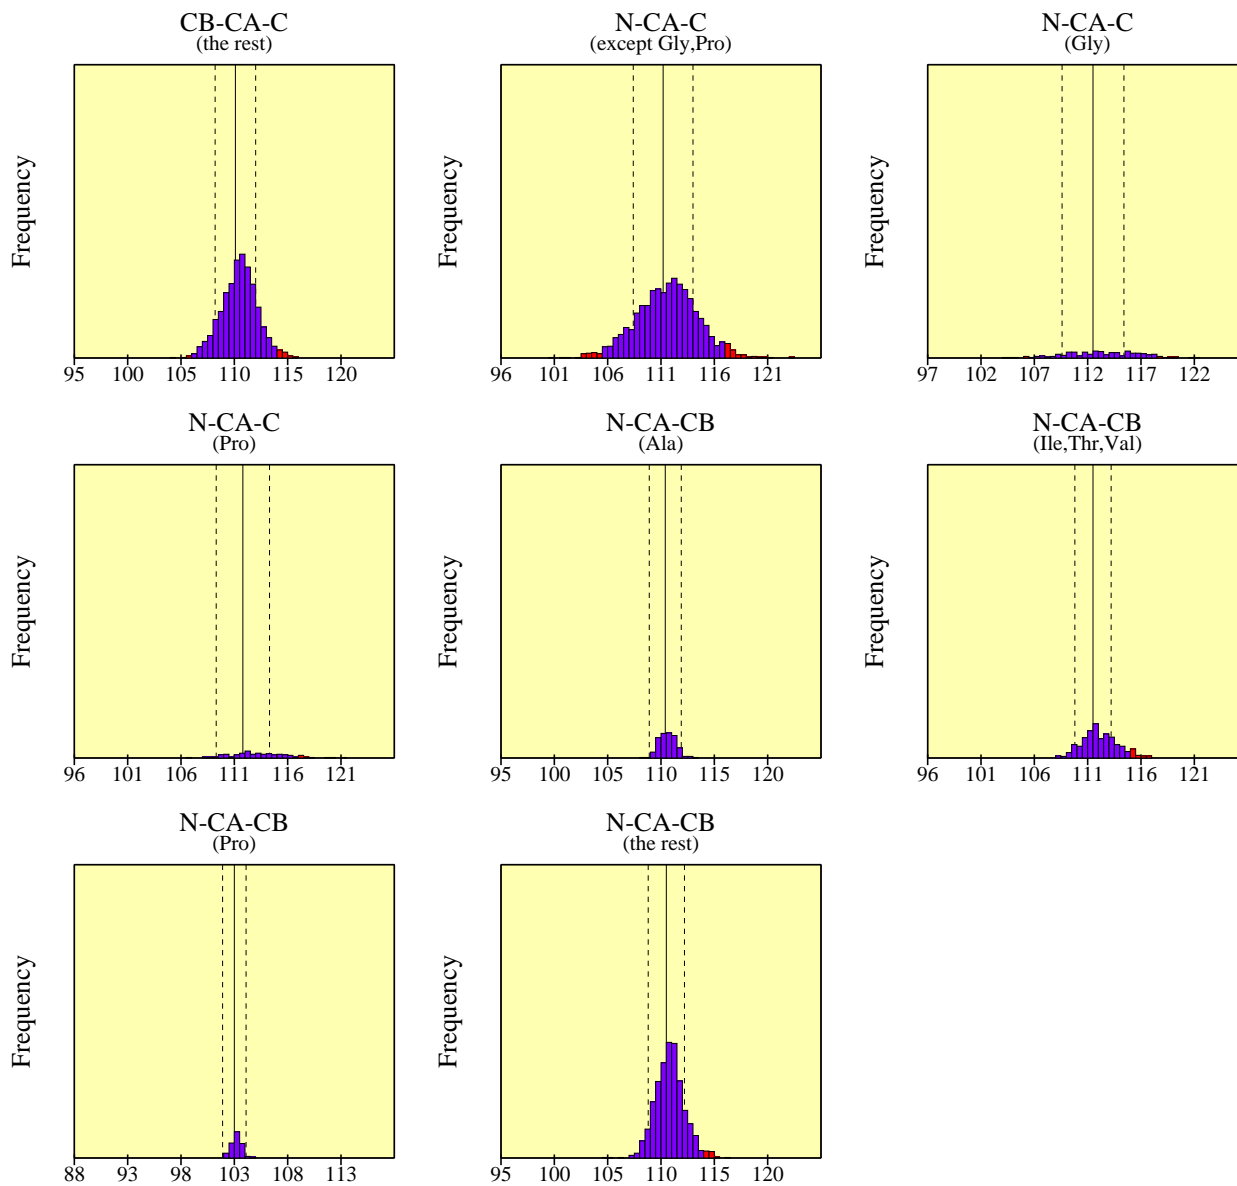 CB-CA-C
(the rest)
Frequency
95 100 105 110 115 120
N-CA-C
(except Gly,Pro)
Frequency
96 101 106 111 116 121
N-CA-C
(Gly)
Frequency
97 102 107 112 117 122
N-CA-C
(Pro)
Frequency
96 101 106 111 116 121
N-CA-CB
(Ala)
Frequency
95 100 105 110 115 120
N-CA-CB
(Ile,Thr,Val)
Frequency
96 101 106 111 116 121
N-CA-CB
(Pro)
Frequency
88 93 98 103 108 113
N-CA-CB
(the rest)
Frequency
95 100 105 110 115 120